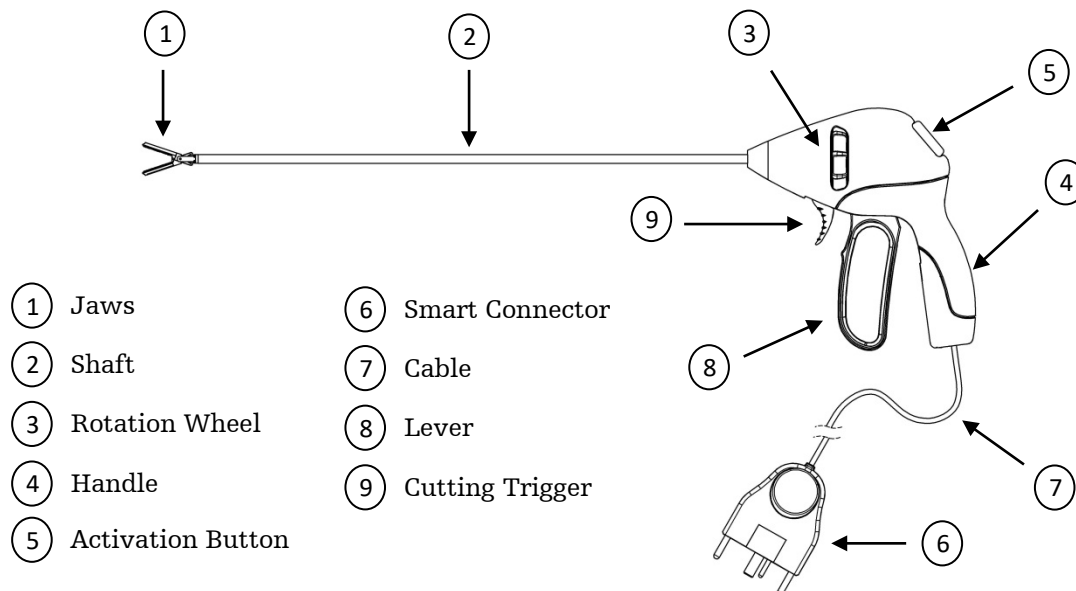 1
2
3
5
4
9
8
7
6
1 Jaws
2 Shaft
3 Rotation Wheel
4 Handle
5 Activation Button
6 Smart Connector
7 Cable
8 Lever
9 Cutting Trigger